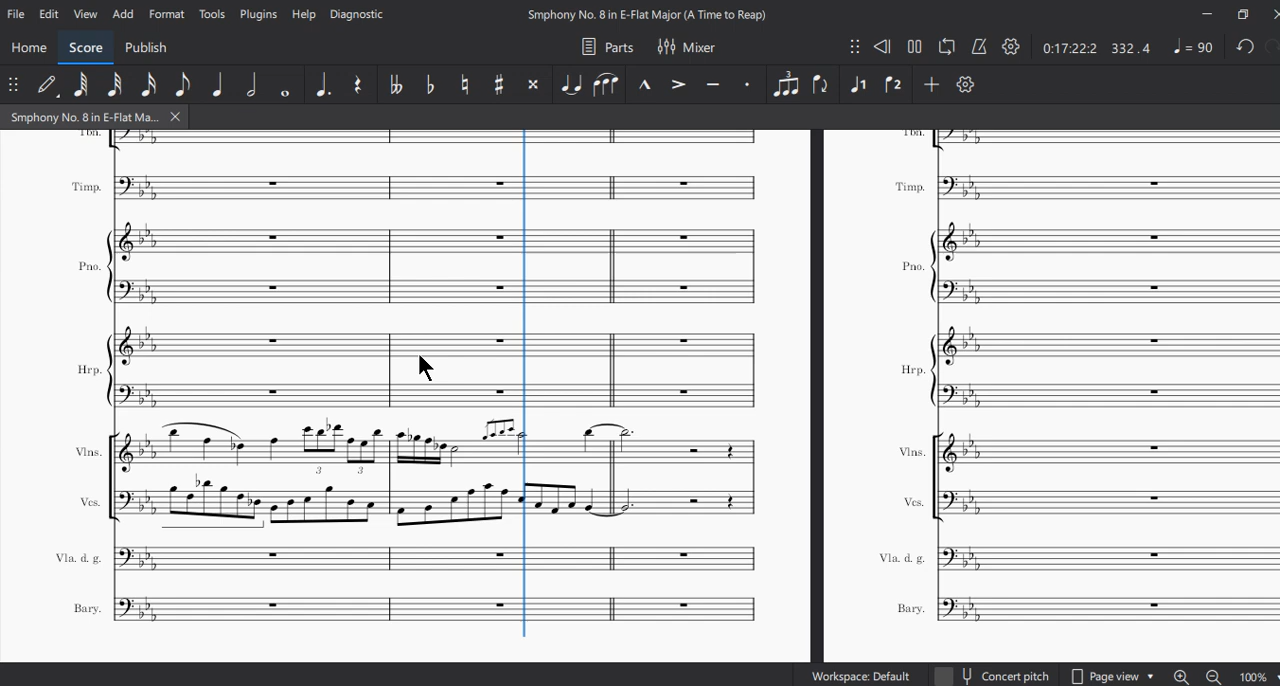 File Edit View Add Format Tools Plugins Help Diagnostic Smphony No. 8 in E-Flat Major (A Time to Reap)
Home Score Publish Parts Mixer 0:17:22:2 332 . 4 = 90
3
Smphony No. 8 in E-Flat Ma...
Tbn. Tbn.
Timp. Timp.
Pno. Pno.
Hrp. Hrp.
Vlns. Vlns.
3 3
Vcs. Vcs.
Vla. d. g. Vla. d. g.
Bary. Bary.
Workspace: Default Concert pitch Page view 100%